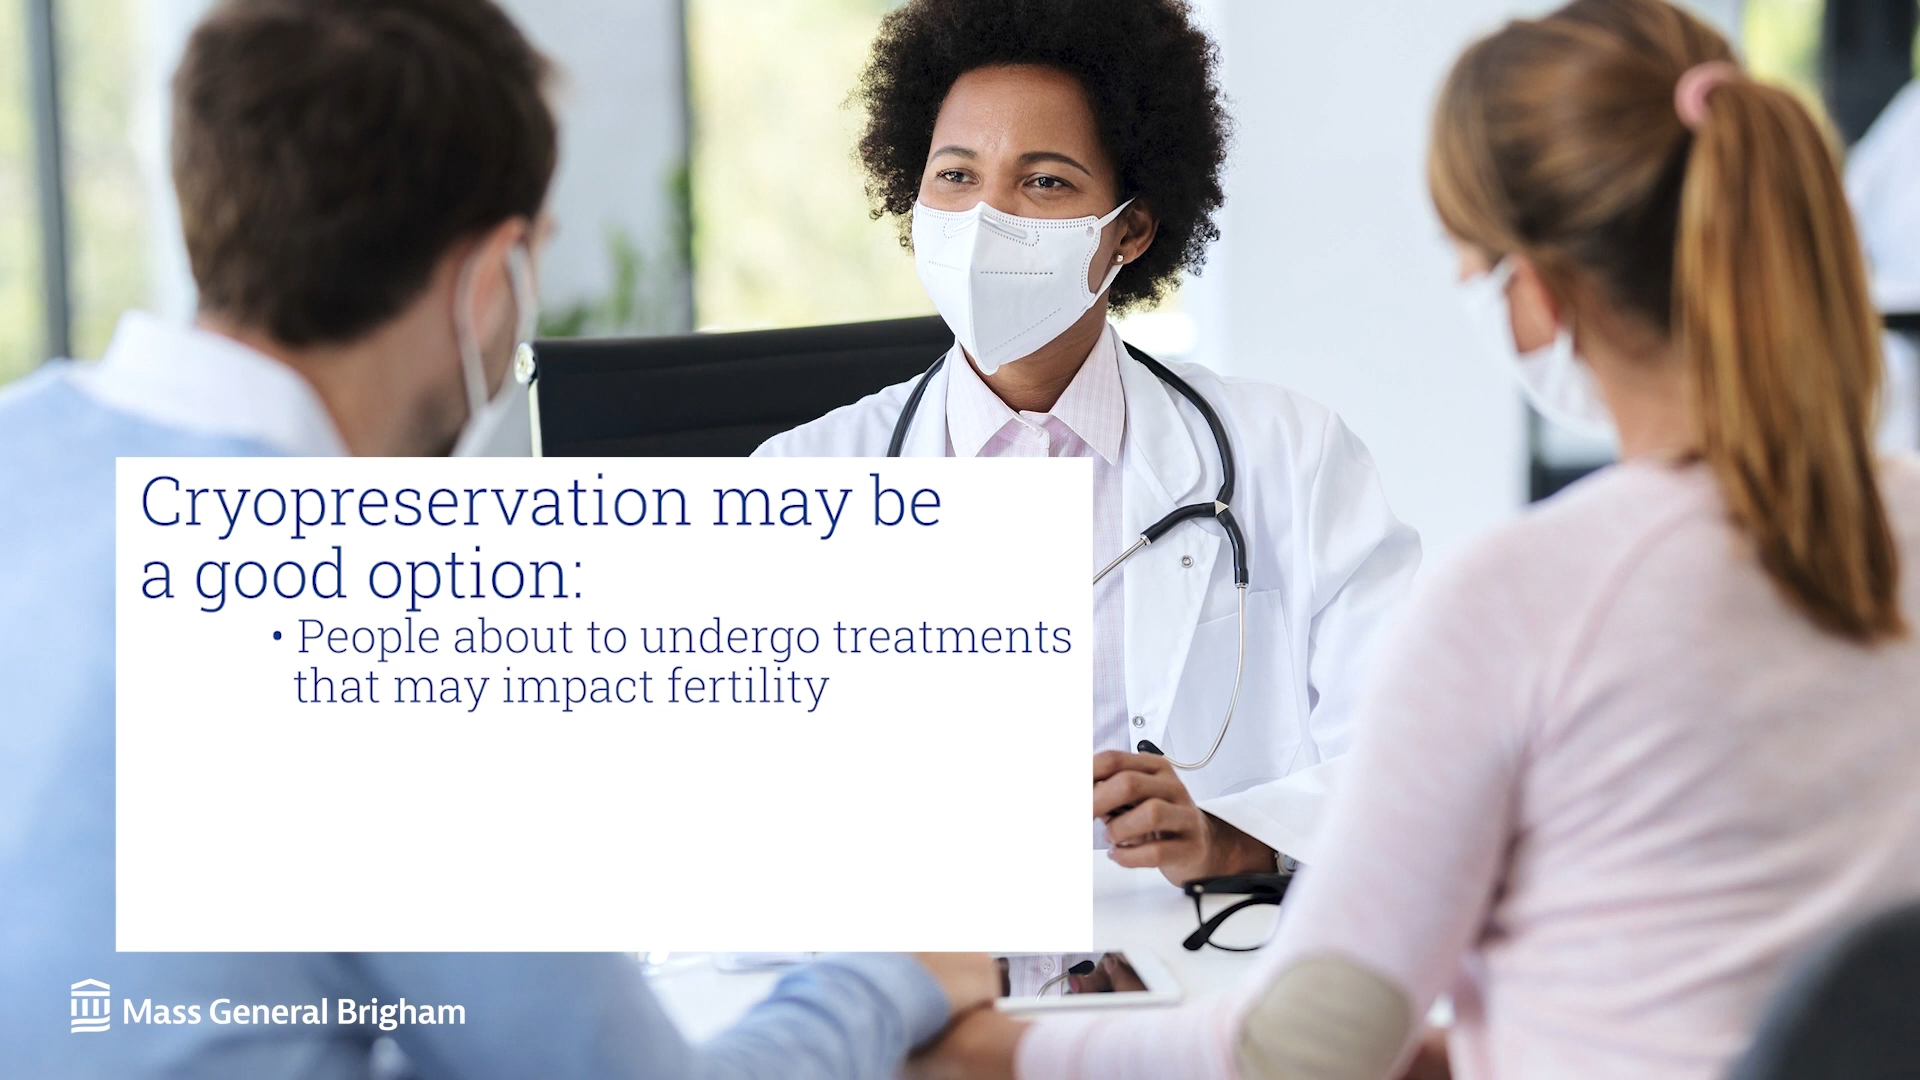 Cryopreservation may be
a good option:
• People about to undergo treatments
that may impact fertility
Mass General Brigham